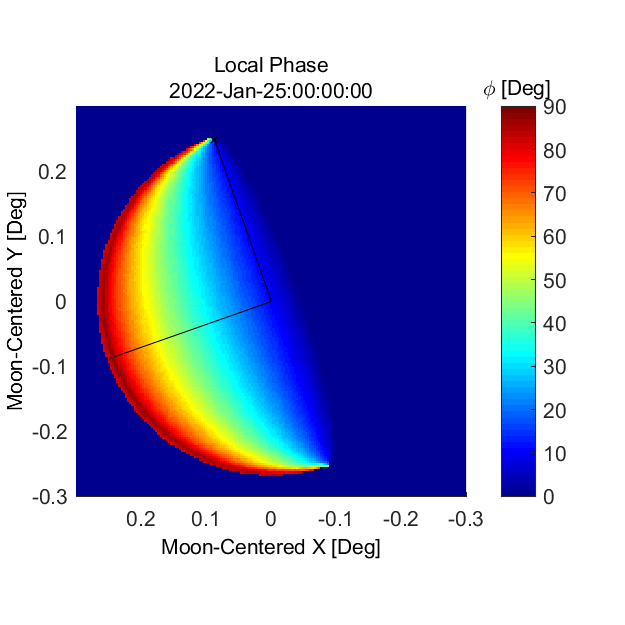 Local Phase
2022-Jan-25:00:00:00:00
ϕ [Deg]
90
80
70
60
50
40
30
20
10
0
Moon-Centered Y [Deg]
0.2
0.1
0
-0.1
-0.2
-0.3
0.2 0.1 0 -0.1 -0.2 -0.3
Moon-Centered X [Deg]